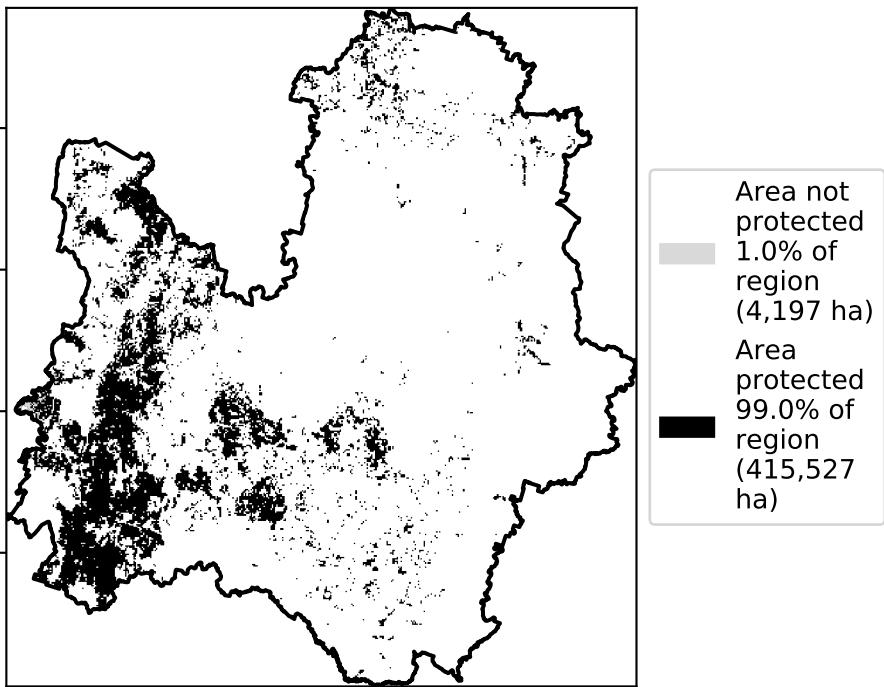 Area not
protected
1.0% of
region
(4,197 ha)
Area
protected
99.0% of
region
(415,527
ha)